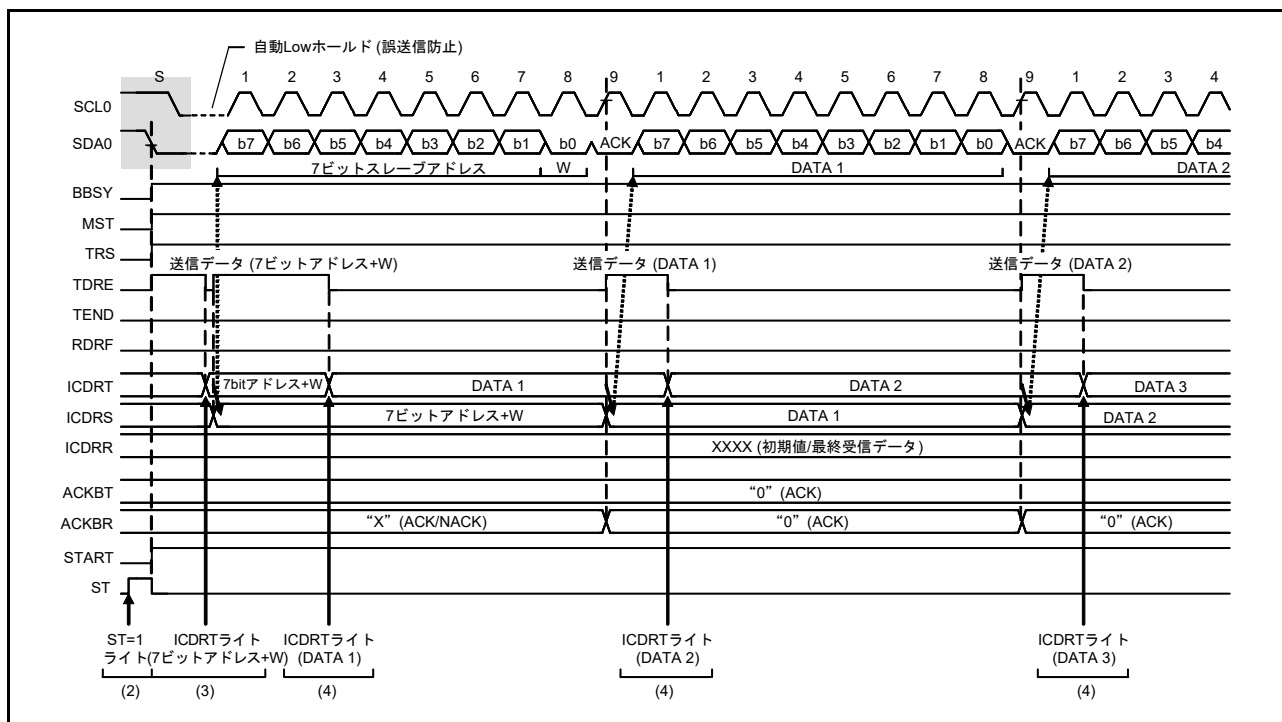 自動Lowホールド (誤送信防止)
S 1 2 3 4 5 6 7 8 9 1 2 3 4 5 6 7 8 9 1 2 3 4
SCL0
SDA0 b7 b6 b5 b4 b3 b2 b1 b0 ACK b7 b6 b5 b4 b3 b2 b1 b0 ACK b7 b6 b5 b4
7ビットスレーブアドレス W DATA 1 DATA 2
BBSY
MST
TRS
送信データ (7ビットアドレス+W) 送信データ (DATA 1) 送信データ (DATA 2)
TDRE
TEND
RDRF
ICDRT 7bitアドレス+W DATA 1 DATA 2 DATA 3
ICDRS 7ビットアドレス+W DATA 1 DATA 2
ICDRR XXXX (初期値/最終受信データ)
ACKBT “0” (ACK)
ACKBR “X” (ACK/NACK) “0” (ACK) “0” (ACK)
START
ST
ST=1 ICDRTライト ICDRTライト ICDRTライト ICDRTライト
ライト (7ビットアドレス+W) (DATA 1) (DATA 2) (DATA 3)
(2) (3) (4) (4) (4)